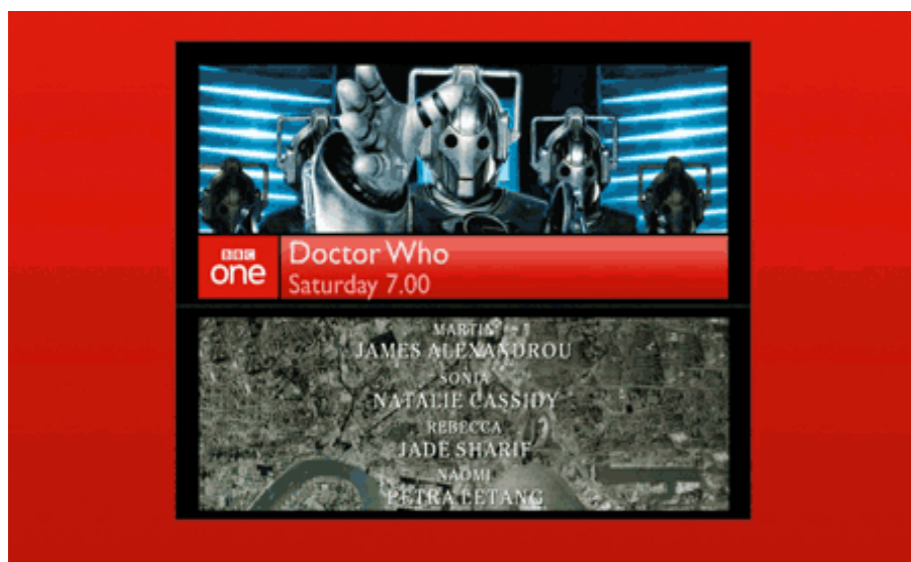 BBC
one
Doctor Who
Saturday 7.00
MARTIN
JAMES ALEXANDROU
SONIA
NATALIE CASSIDY
REBECCA
JADE SHARIF
NAOMI
PETRA LETANG